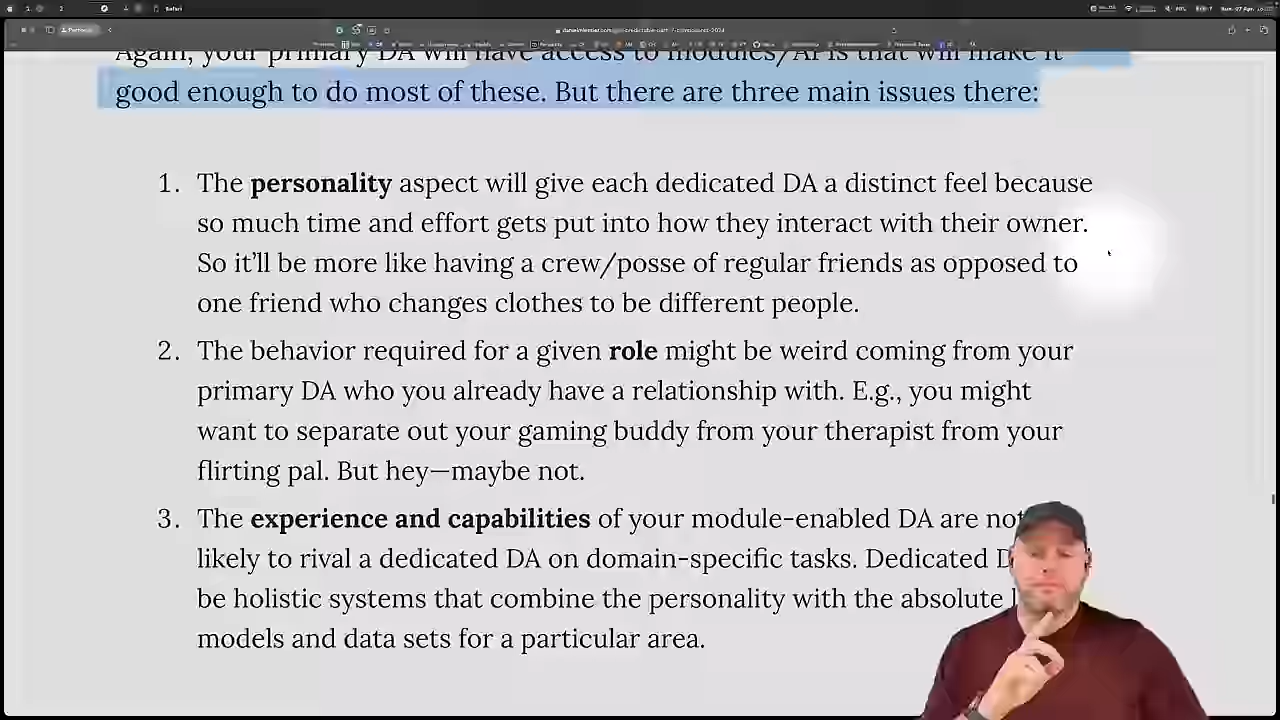 Safari
Again, your primary DA will have access to modules/APIs that will make it
good enough to do most of these. But there are three main issues there:
1. The personality aspect will give each dedicated DA a distinct feel because
so much time and effort gets put into how they interact with their owner.
So it’ll be more like having a crew/posse of regular friends as opposed to
one friend who changes clothes to be different people.
2. The behavior required for a given role might be weird coming from your
primary DA who you already have a relationship with. E.g., you might
want to separate out your gaming buddy from your therapist from your
flirting pal. But hey—maybe not.
3. The experience and capabilities of your module-enabled DA are not
likely to rival a dedicated DA on domain-specific tasks. Dedicated
be holistic systems that combine the personality with the absolute
models and data sets for a particular area.